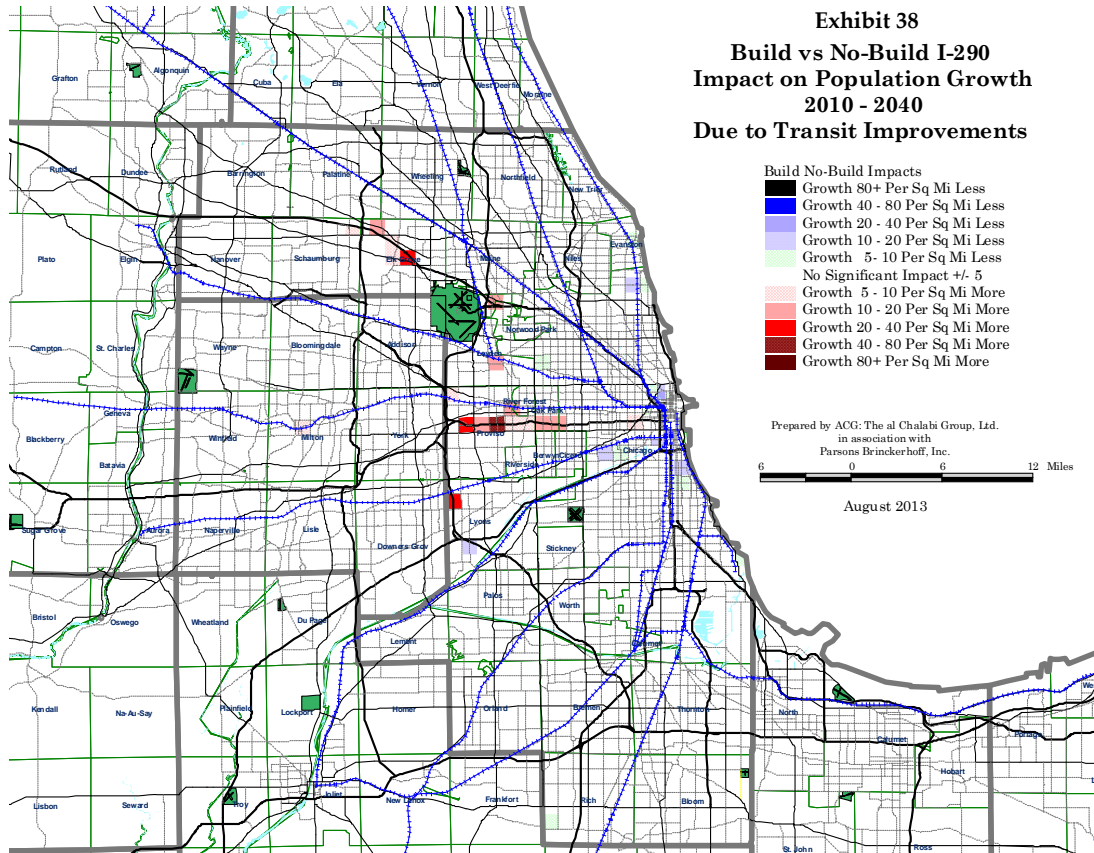 Exhibit 38
Build vs No-Build I-290
Impact on Population Growth
2010 - 2040
Due to Transit Improvements
Build No-Build Impacts
Growth 80+ Per Sq Mi Less
Growth 40 - 80 Per Sq Mi Less
Growth 20 - 40 Per Sq Mi Less
Growth 10 - 20 Per Sq Mi Less
Growth 5- 10 Per Sq Mi Less
No Significant Impact +/- 5
Growth 5 - 10 Per Sq Mi More
Growth 10 - 20 Per Sq Mi More
Growth 20 - 40 Per Sq Mi More
Growth 40 - 80 Per Sq Mi More
Growth 80+ Per Sq Mi More
Prepared by ACG: The al Chalabi Group, Ltd.
in association with
Parsons Brinckerhoff, Inc.
6 0 6 12 Miles
August 2013
Grafton Algonquin Cuba Ela Vernon West Deerfie Moraine
Rutland Dundee Barrington Palatine Wheeling Northfield New Trier
Plato Elgin Hanover Schaumburg Elk Grove Maine Niles Evanston
Campton St. Charles Wayne Bloomingdale Addison Leyden Norwood Park
Blackberry Geneva Batavia Winfield Milton York Proviso River Forest Oak Park
Riverside Berwyn Cicero Chicago
Sugar Grove Aurora Naperville Lisle Downers Grov Lyons Stickney
Bristol Oswego Wheatland Du Page Lemont Palos Worth Calumet
Kendall Na-Au-Say Plainfield Lockport Homer Orland Bremen Thornton North Calumet Portage
Hobart
Lisbon Seward Troy Joliet New Lenox Frankfort Rich Bloom
St. John Ross